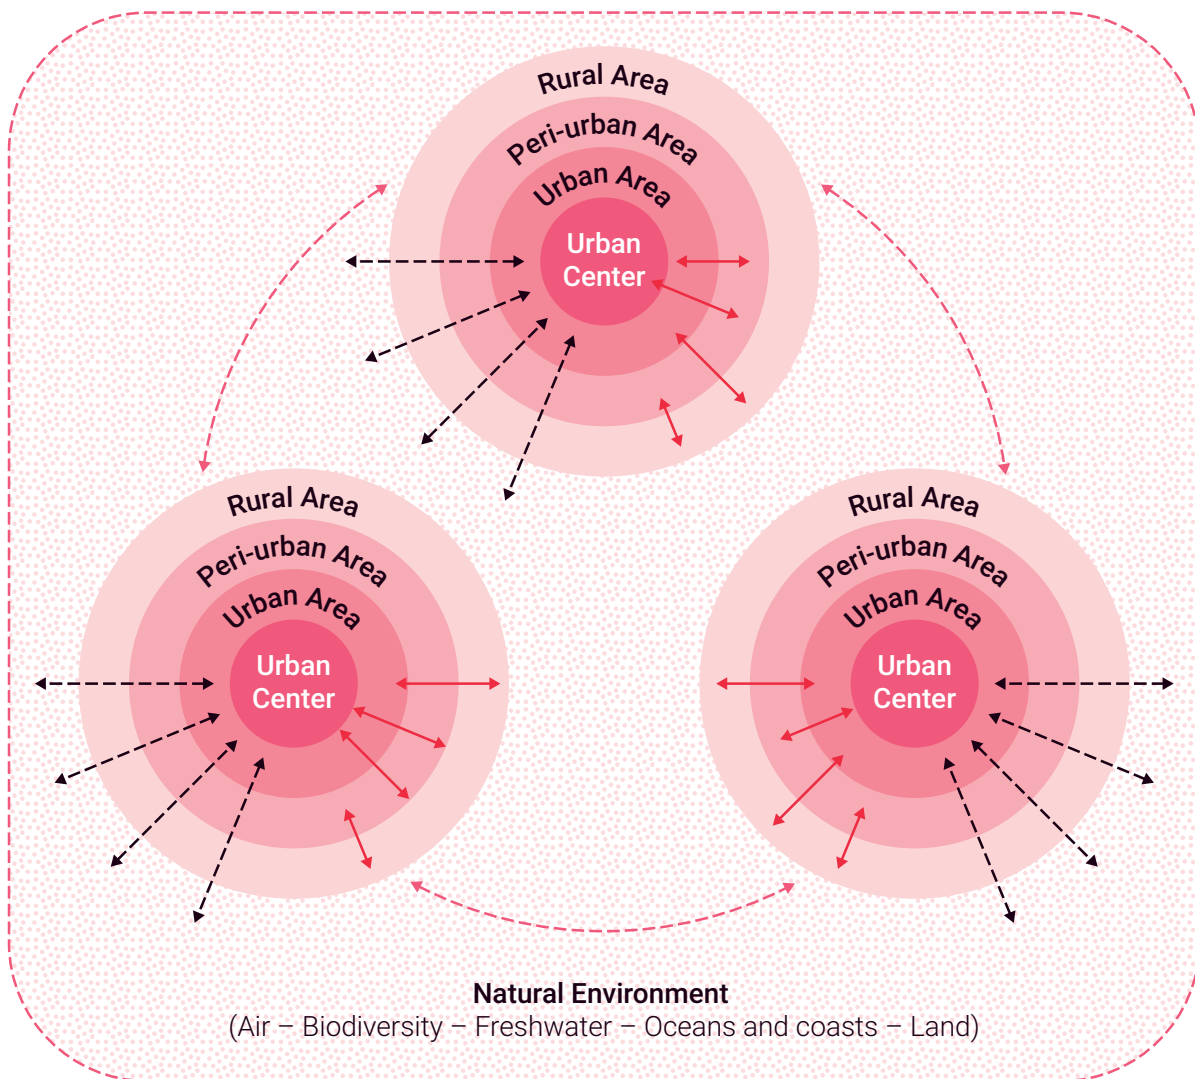 Rural Area
Peri-urban Area
Urban Area
Urban
Center
Rural Area
Peri-urban Area
Urban Area
Urban
Center
Rural Area
Peri-urban Area
Urban Area
Urban
Center
Natural Environment
(Air – Biodiversity – Freshwater – Oceans and coasts – Land)